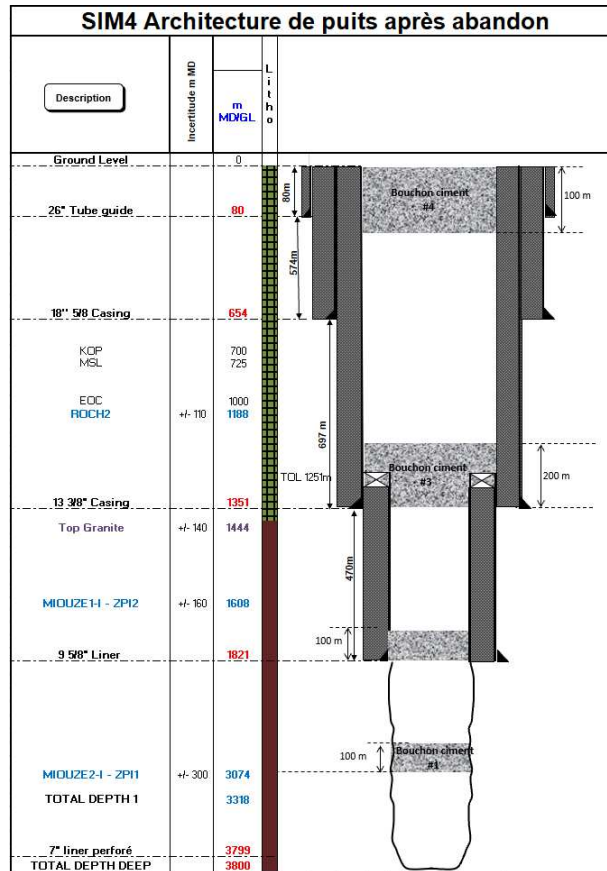 SIM4 Architecture de puits après abandon
Description
Incertitude m MD
m
MD/GL
Litho
Ground Level 0
80m
Bouchon ciment
#4
100 m
26" Tube guide 80
574m
18'' 5/8 Casing 654
KOP 700
MSL 725
EOC 1000
ROCH2 +/- 110 1188
697 m
TOL 1251m
Bouchon ciment
#3
200 m
13 3/8" Casing 1351
Top Granite +/- 140 1444
470m
MIOUZE1-I - ZPI2 +/- 160 1608
100 m
9 5/8" Liner 1821
100 m
Bouchon ciment
#1
MIOUZE2-I - ZPI1 +/- 300 3074
TOTAL DEPTH 1 3318
7" liner perforé 3799
TOTAL DEPTH DEEP 3800